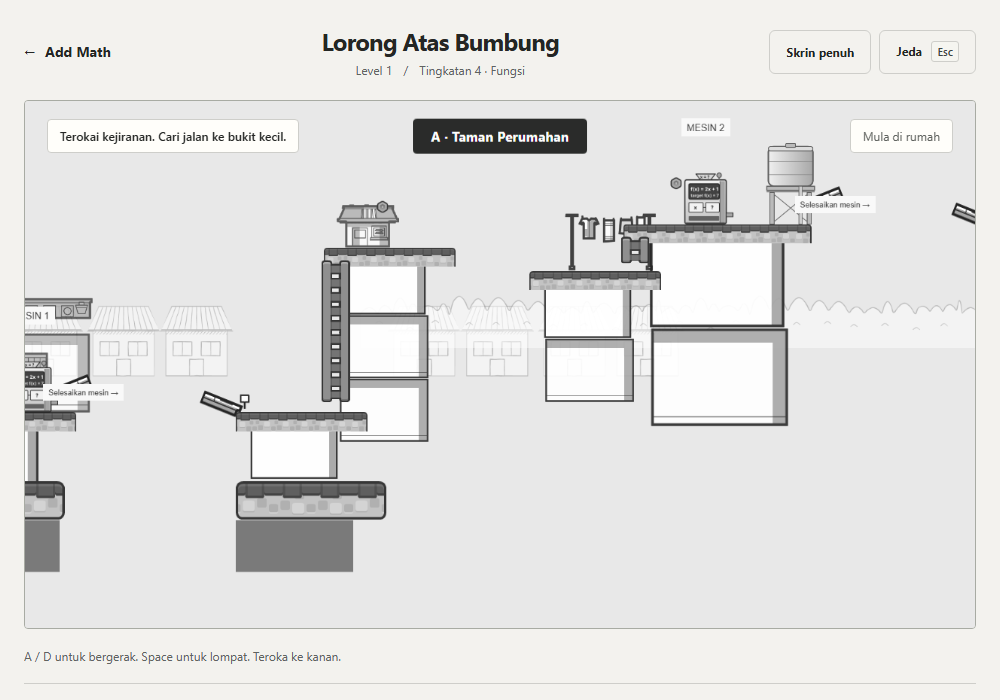 ← Add Math
Lorong Atas Bumbung
Level 1 / Tingkatan 4 · Fungsi
Skrin penuh
Jeda Esc
Terokai kejiranan. Cari jalan ke bukit kecil.
A · Taman Perumahan
MESIN 2
Mula di rumah
f(x) = 2x + 1
x ?
Selesaikan mesin →
SIN 1
?
Selesaikan mesin →
A / D untuk bergerak. Space untuk lompat. Teroka ke kanan.